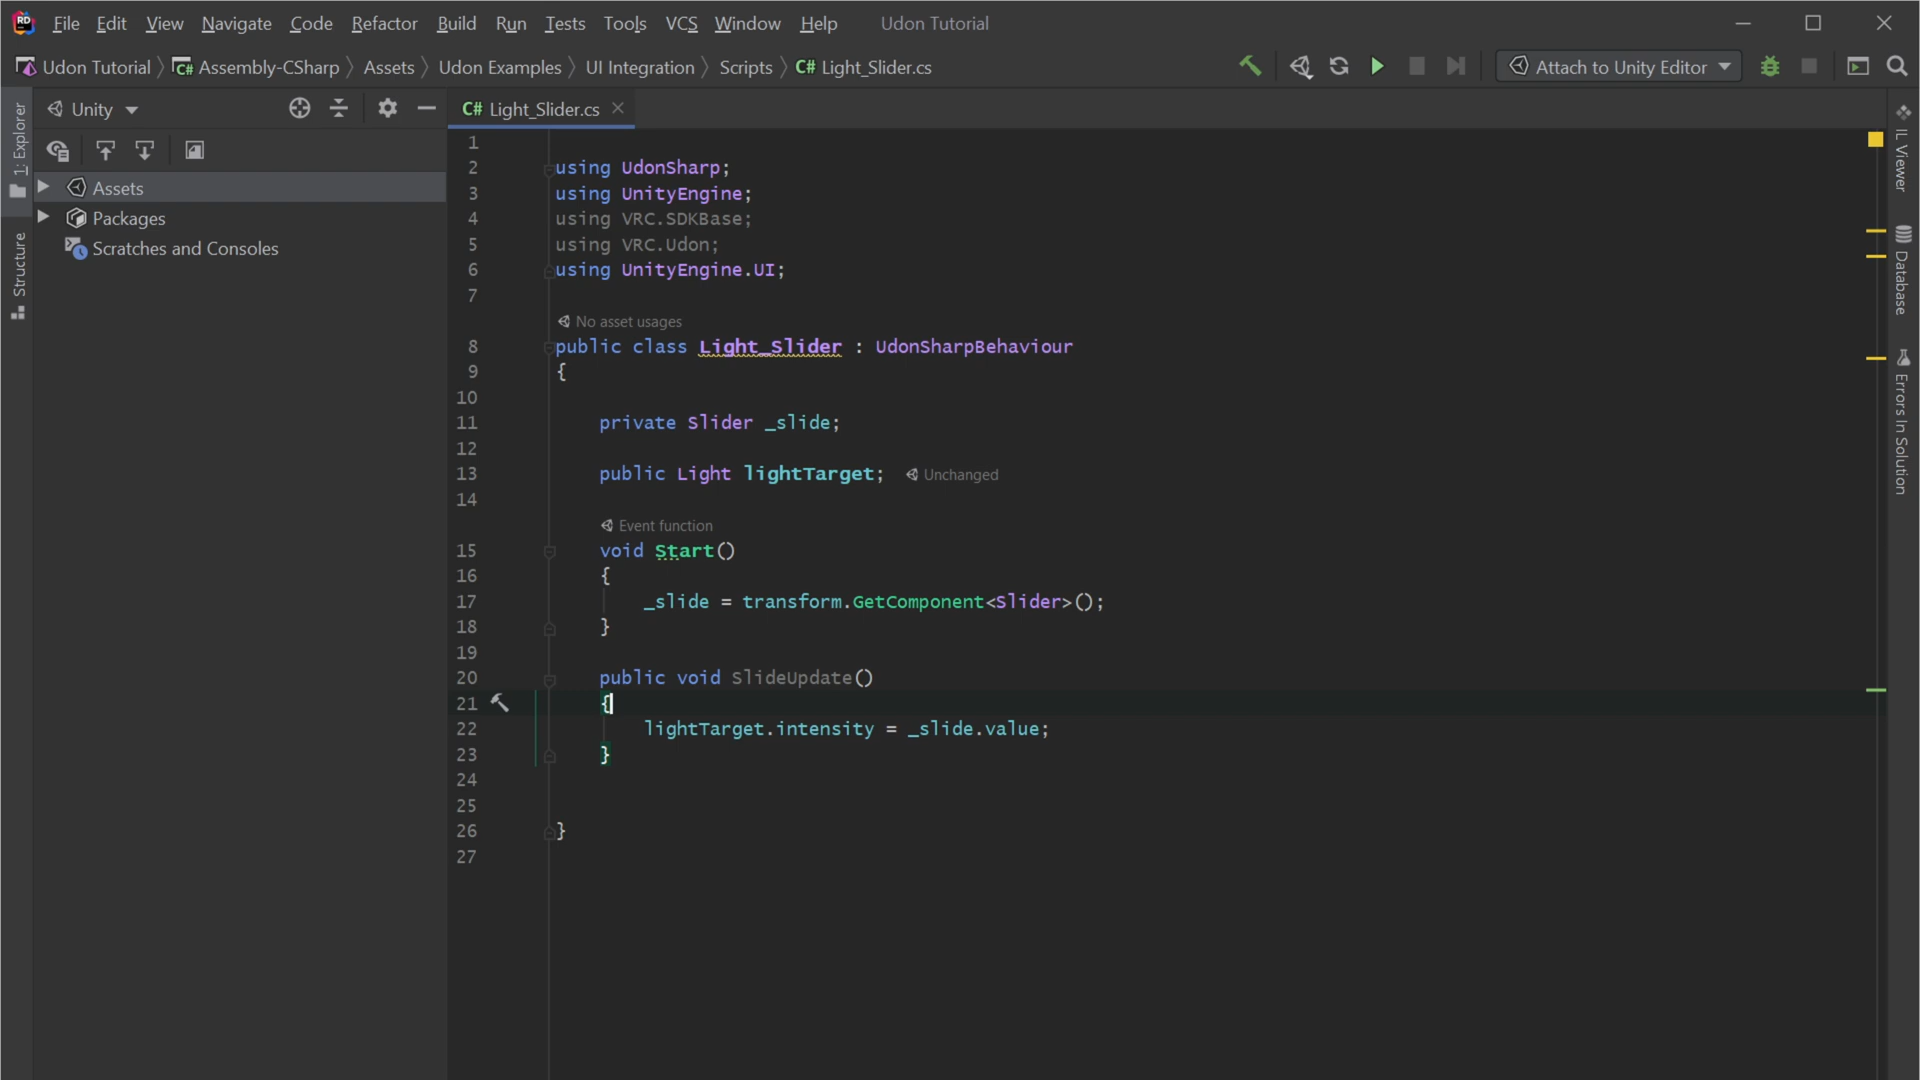 RD File Edit View Navigate Code Refactor Build Run Tests Tools VCS Window Help Udon Tutorial
Udon Tutorial Assembly-CSharp Assets Udon Examples UI Integration Scripts C# Light_Slider.cs Attach to Unity Editor
1: Explorer
Structure
Unity
Assets
Packages
Scratches and Consoles
C# Light_Slider.cs
1
2 using UdonSharp;
3 using UnityEngine;
4 using VRC.SDKBase;
5 using VRC.Udon;
6 using UnityEngine.UI;
7
No asset usages
8 public class Light_Slider : UdonSharpBehaviour
9 {
10
11 private Slider _slide;
12
13 public Light lightTarget; Unchanged
14
Event function
15 void Start()
16 {
17 _slide = transform.GetComponent<Slider>();
18 }
19
20 public void SlideUpdate()
21 {
22 lightTarget.intensity = _slide.value;
23 }
24
25
26 }
27
IL Viewer
Database
Errors In Solution